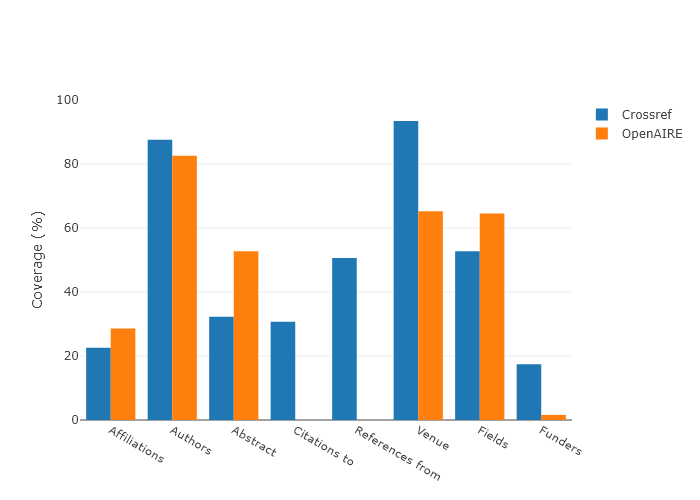 100
80
60
40
20
0
Coverage (%)
Crossref
OpenAIRE
Affiliations
Authors
Abstract
Citations to
References from
Venue
Fields
Funders